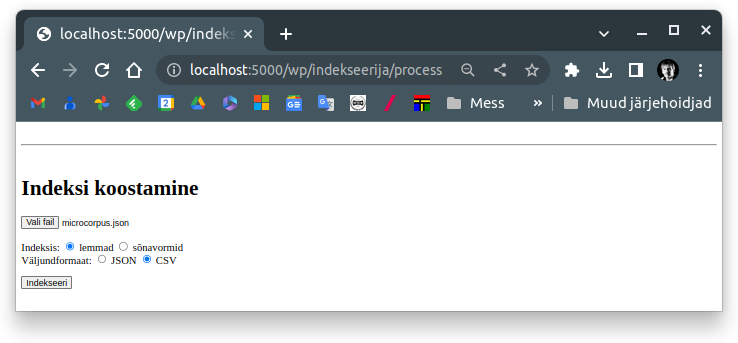 localhost:5000/wp/indeks
localhost:5000/wp/indekseerija/process
2
Mess
»
Muud järjehoidjad
Indeksi koostamine
Vali fail microcorpus.json
Indeksis: lemmad sõnavormid
Väljundformaat: JSON CSV
Indekseeri